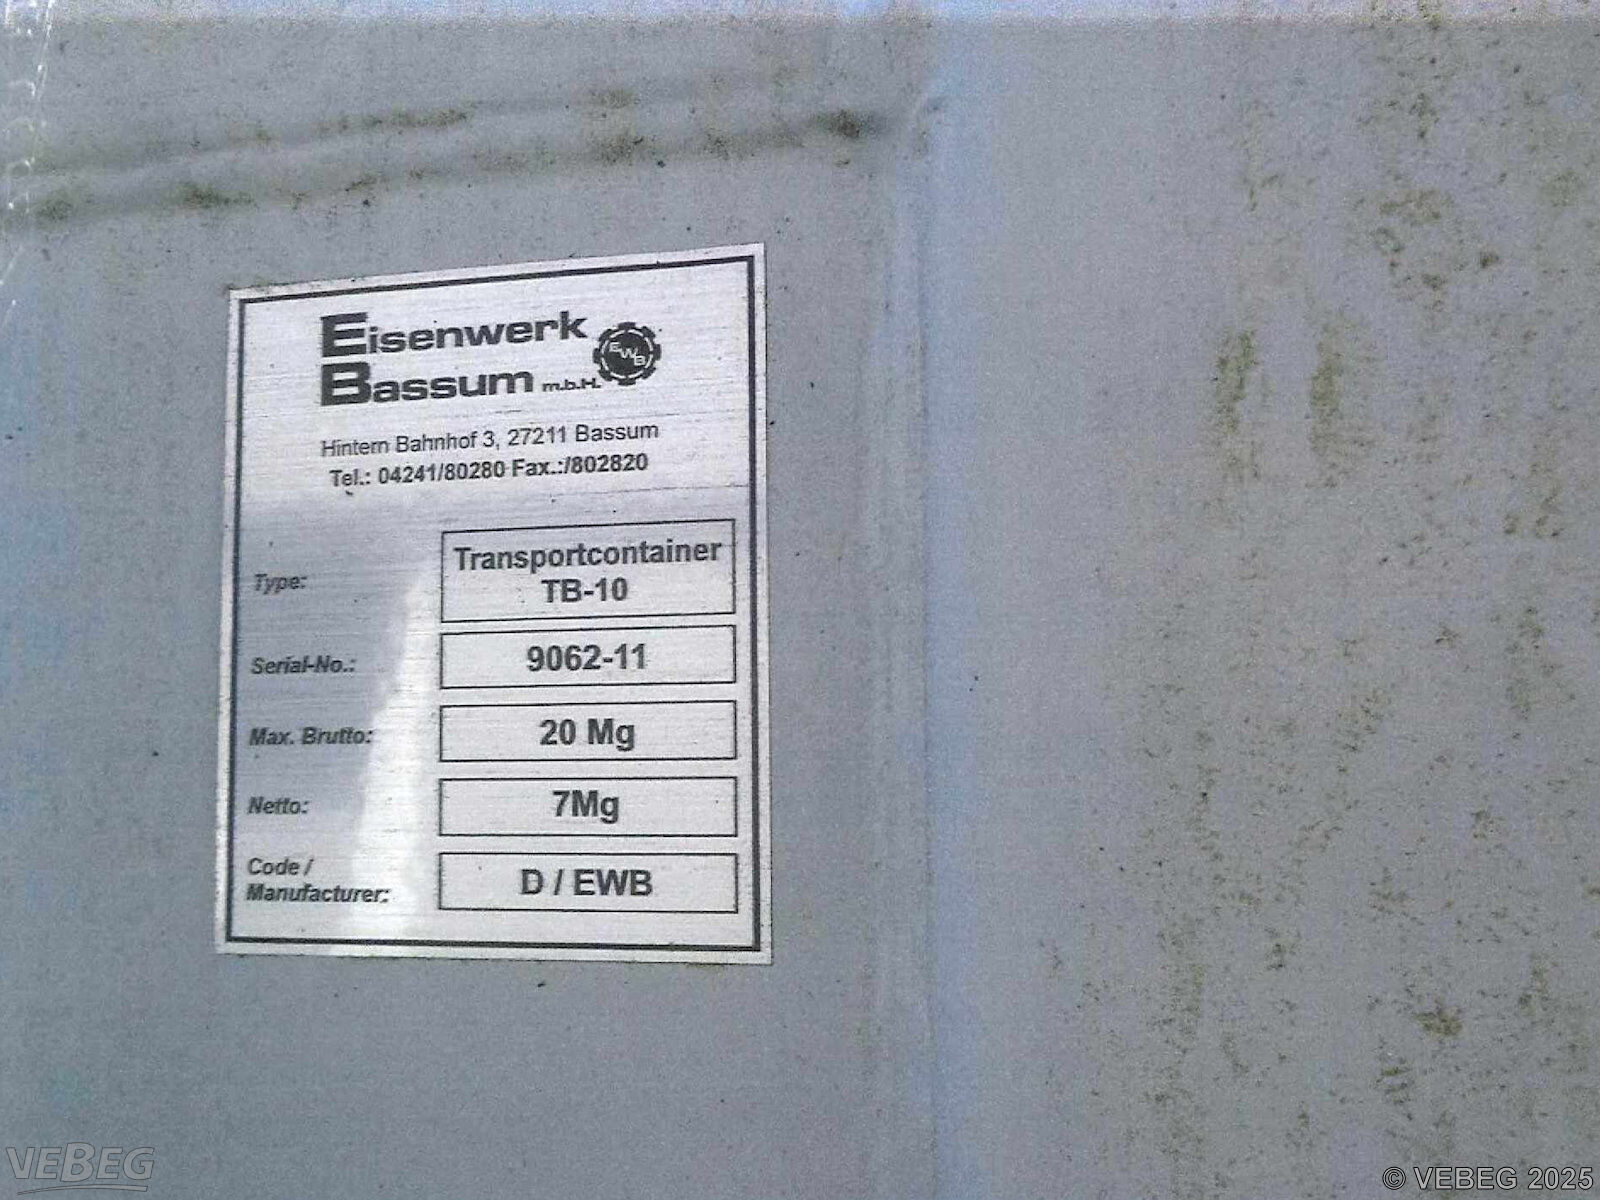 Eisenwerk
Bassum m.b.H.
EWB
Hintern Bahnhof 3, 27211 Bassum
Tel.: 04241/80280 Fax.:/802820
Type:
Transportcontainer
TB-10
Serial-No.:
9062-11
Max. Brutto:
20 Mg
Netto:
7Mg
Code /
Manufacturer:
D / EWB
VEBEG
© VEBEG 2025